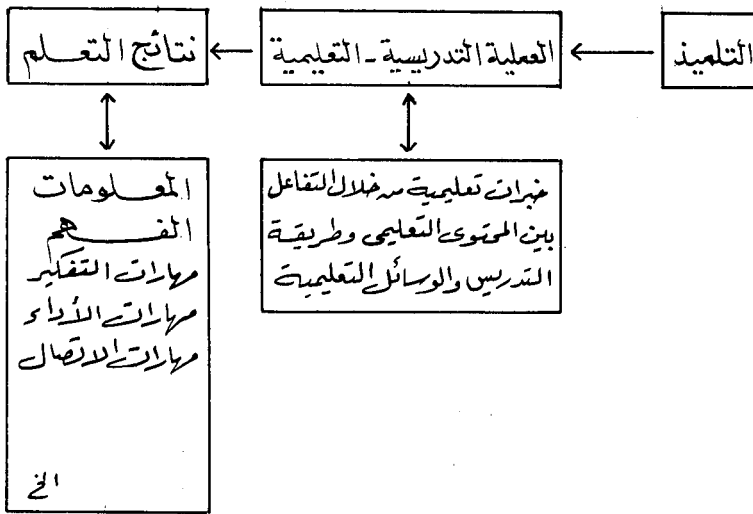 التلميذ
العملية التدريسية - التعليمية
نتائج التعلم
خبرات تعليمية من خلال التفاعل
بين المحتوى التعليمى وطريقة
التدريس والوسائل التعليمية
المعلومات
الفهم
مهارات التفكير
مهارات الأداء
مهارات الاتصال
الخ